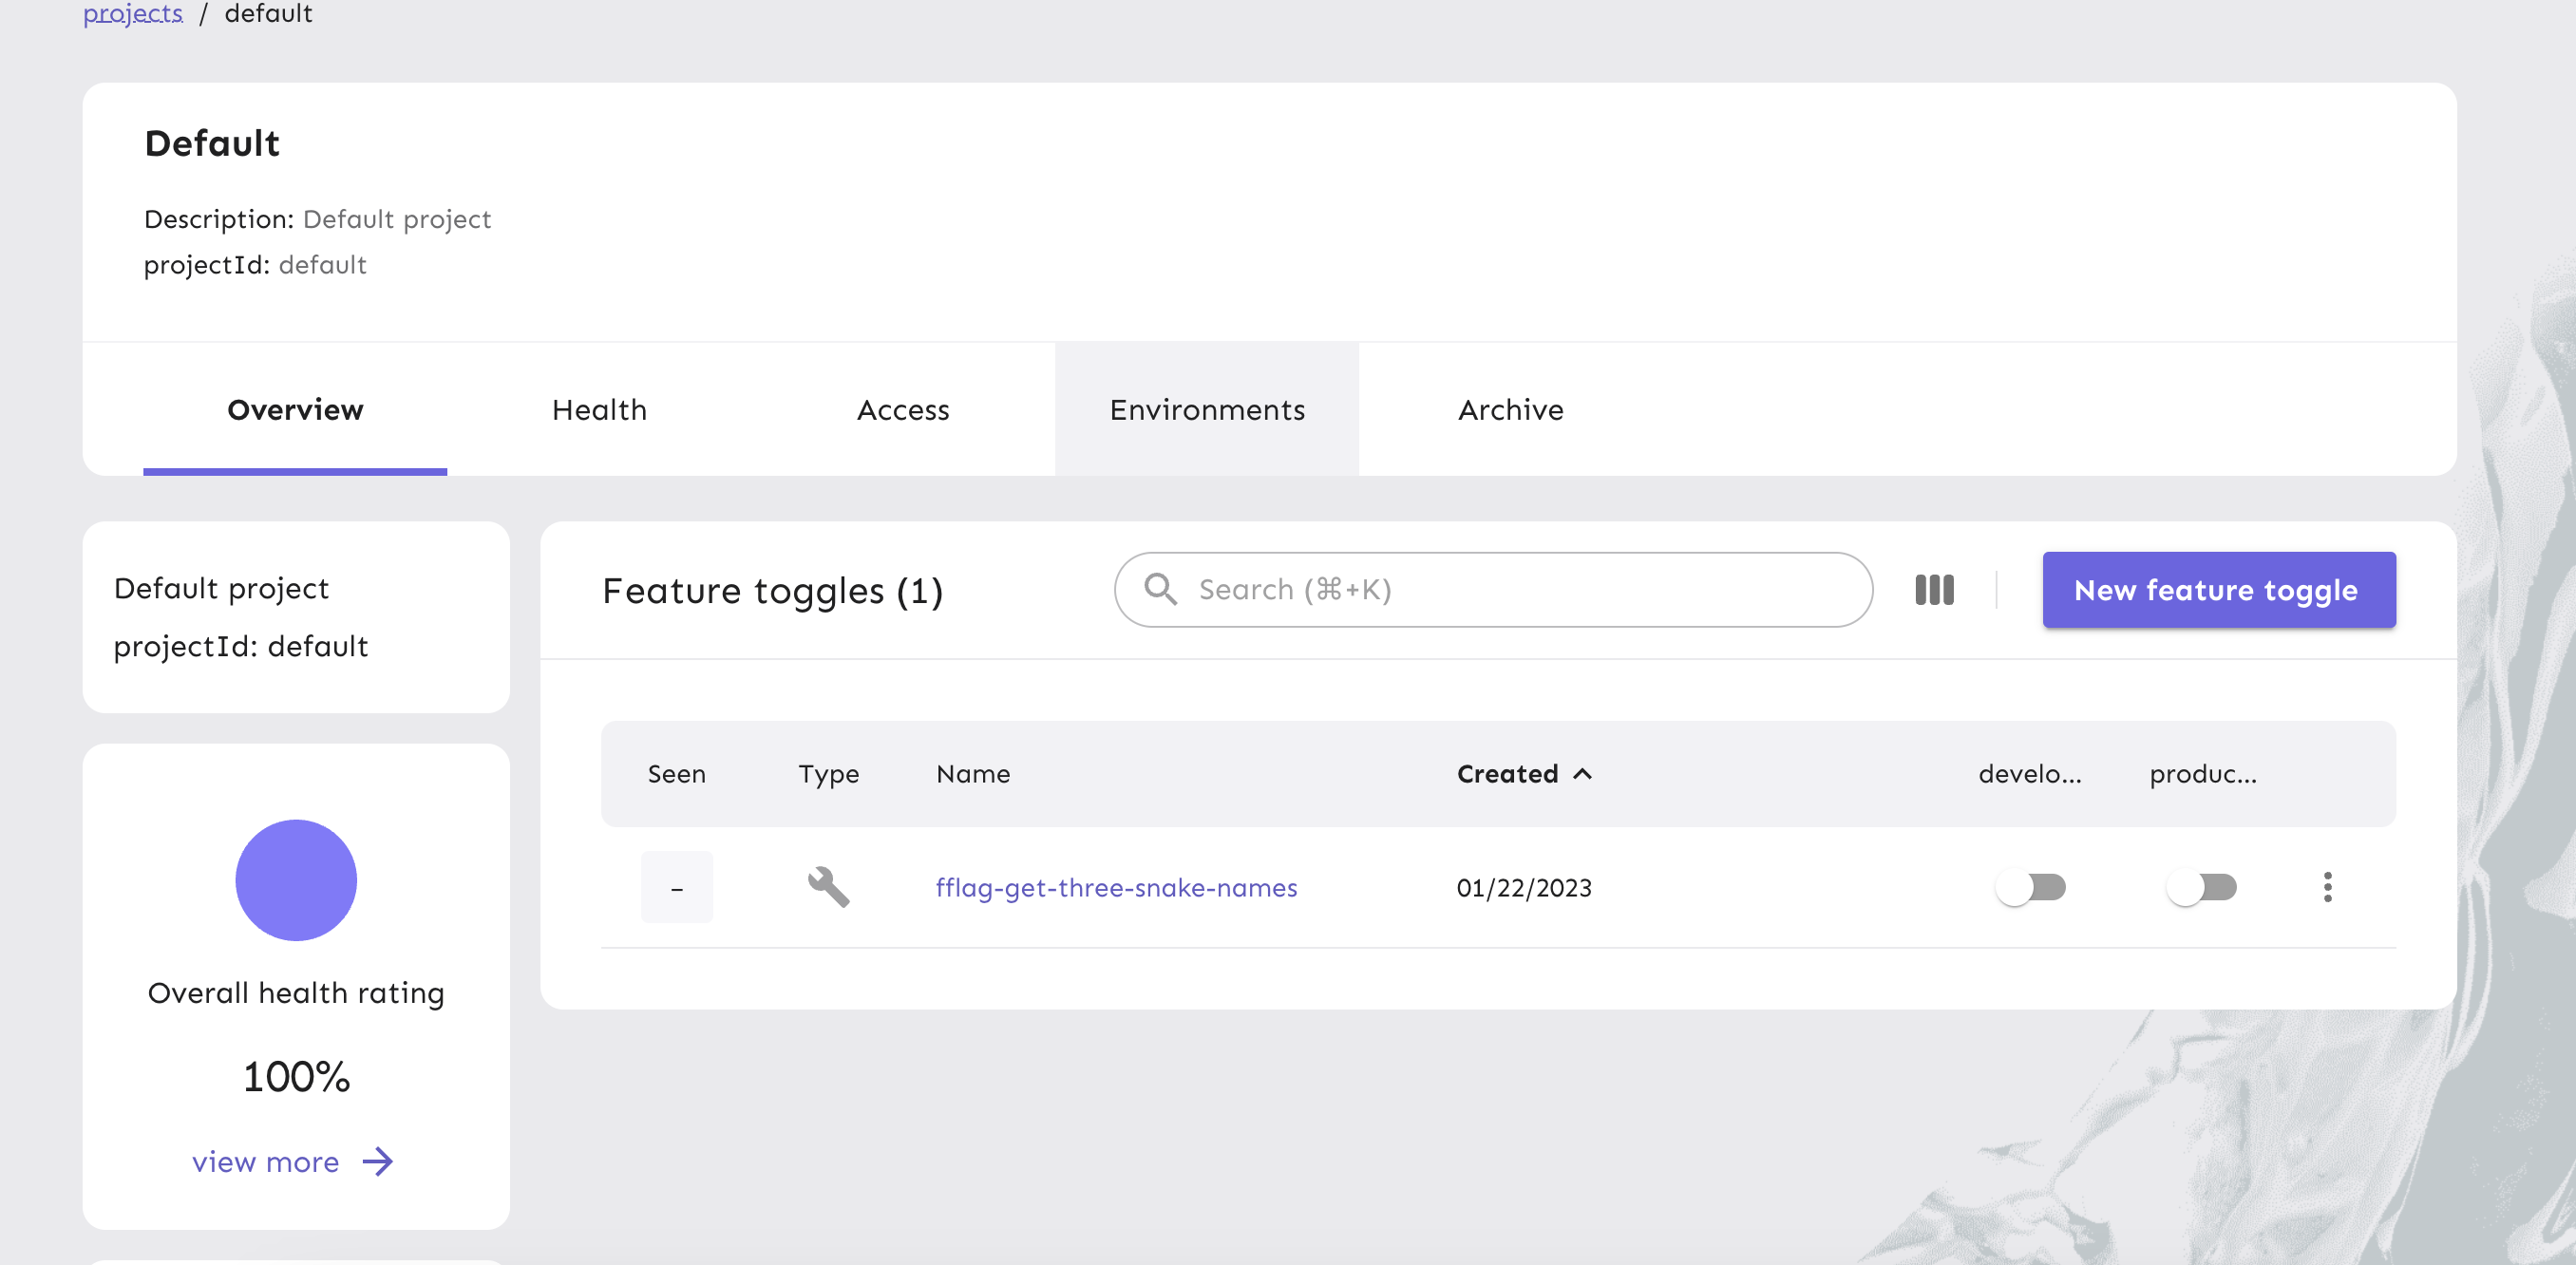 projects / default
Default
Description: Default project
projectId: default
Overview Health Access Environments Archive
Default project
projectId: default
Overall health rating
100%
view more
Feature toggles (1)
Search (⌘+K)
New feature toggle
Seen Type Name Created develo... produc...
– fflag-get-three-snake-names 01/22/2023